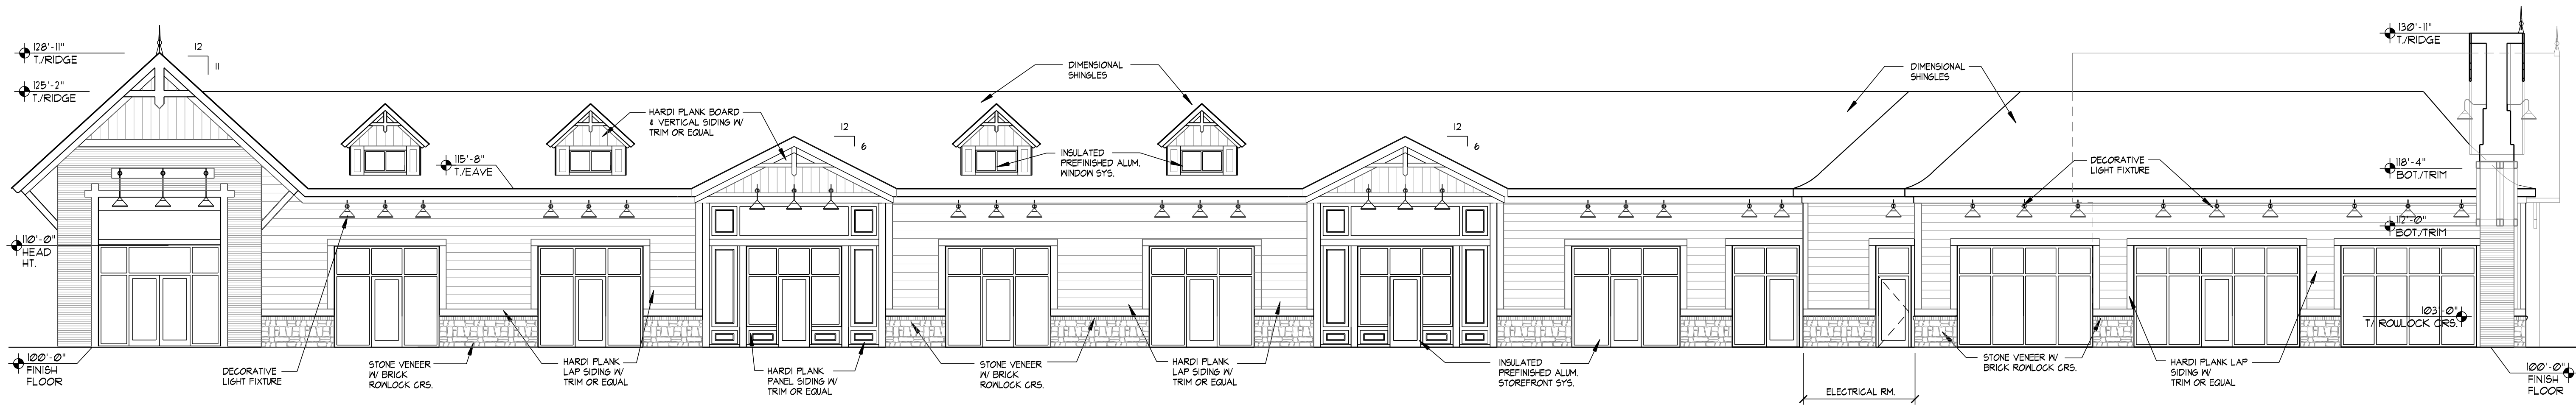 128'-11"
T/RIDGE
125'-2"
T./RIDGE
12
11
DIMENSIONAL
SHINGLES
HARDI PLANK BOARD
& VERTICAL SIDING W/
TRIM OR EQUAL
12
6
115'-8"
T/EAVE
INSULATED
PREFINISHED ALUM.
WINDOW SYS.
12
6
DIMENSIONAL
SHINGLES
130'-11"
T./RIDGE
DECORATIVE
LIGHT FIXTURE
118'-4"
BOT./TRIM
112'-0"
BOT./TRIM
110'-0"
HEAD
HT.
103'-0"
T/ ROWLOCK CRS.
100'-0"
FINISH
FLOOR
DECORATIVE
LIGHT FIXTURE
STONE VENEER
W/ BRICK
ROWLOCK CRS.
HARDI PLANK
LAP SIDING W/
TRIM OR EQUAL
HARDI PLANK
PANEL SIDING W/
TRIM OR EQUAL
STONE VENEER
W/ BRICK
ROWLOCK CRS.
HARDI PLANK
LAP SIDING W/
TRIM OR EQUAL
INSULATED
PREFINISHED ALUM.
STOREFRONT SYS.
ELECTRICAL RM.
STONE VENEER W/
BRICK ROWLOCK CRS.
HARDI PLANK LAP
SIDING W/
TRIM OR EQUAL
100'-0"
FINISH
FLOOR